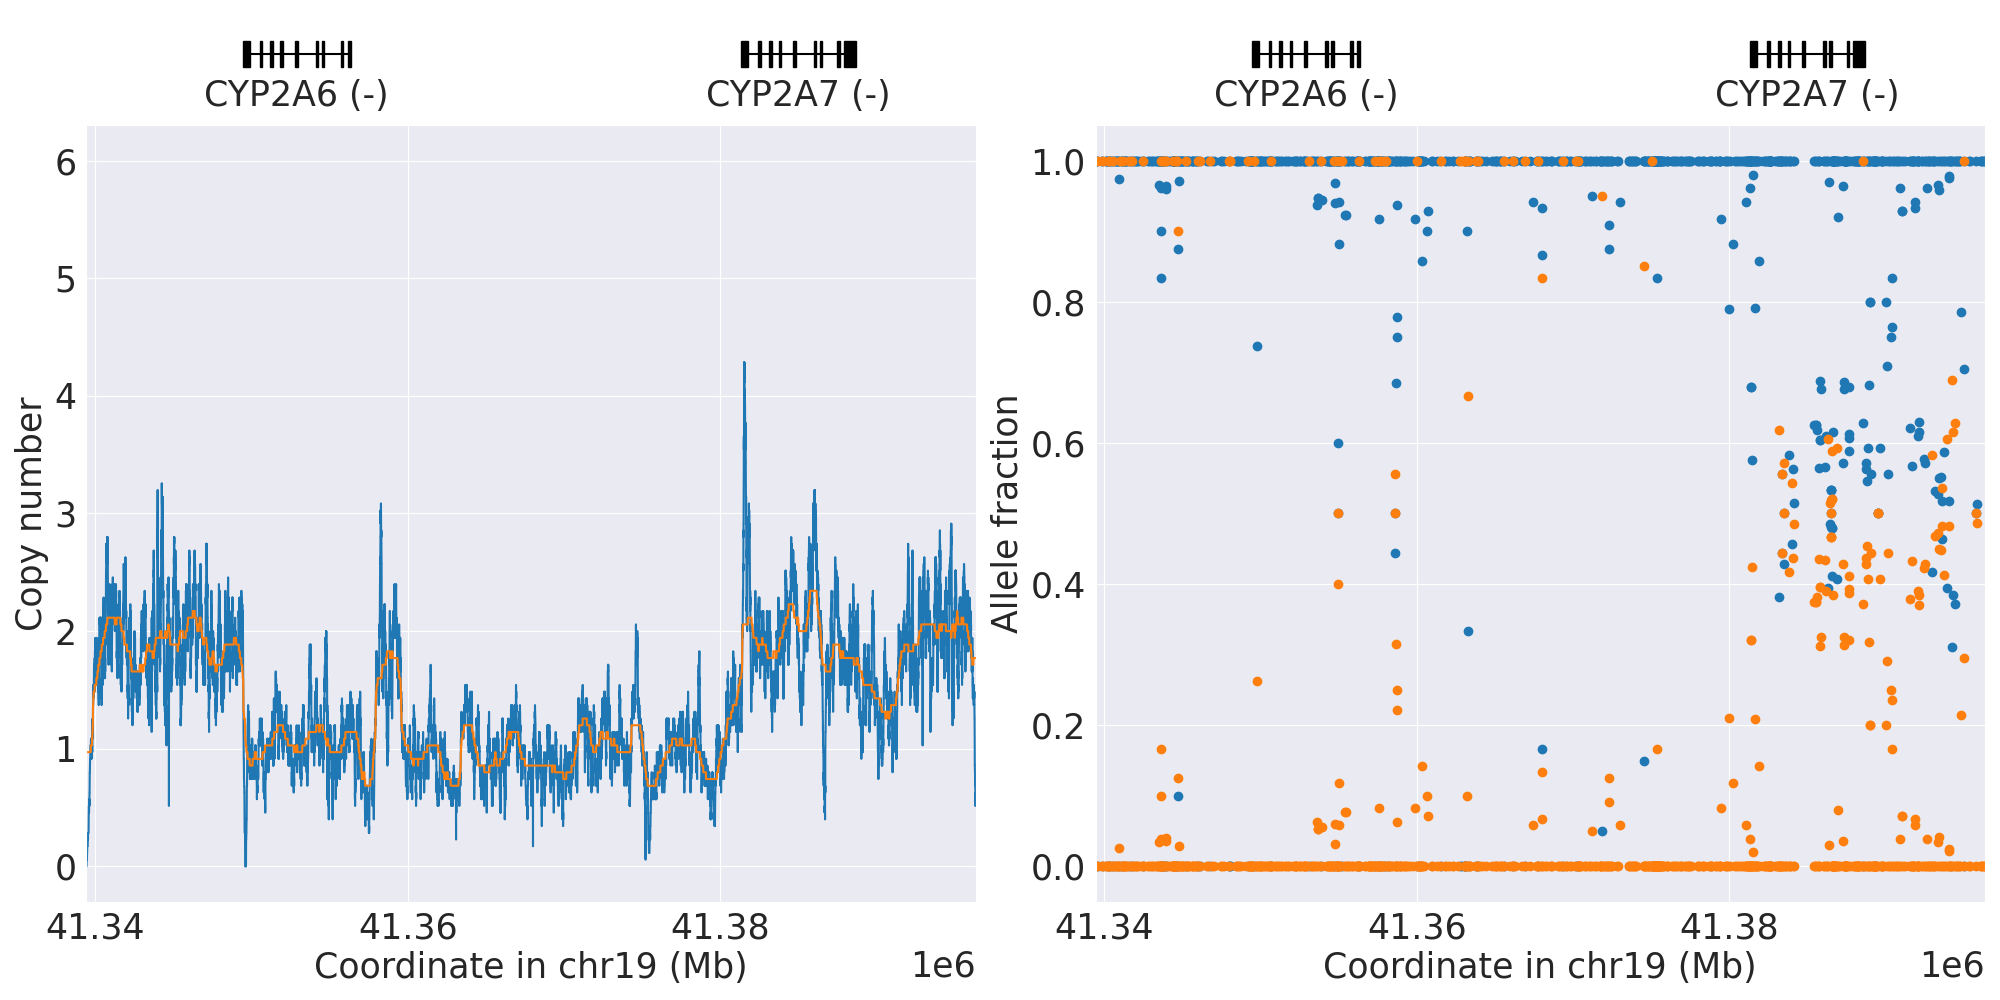 CYP2A6 (-)
CYP2A7 (-)
Copy number
6
5
4
3
2
1
0
41.34
41.36
41.38
Coordinate in chr19 (Mb)
1e6
CYP2A6 (-)
CYP2A7 (-)
Allele fraction
1.0
0.8
0.6
0.4
0.2
0.0
41.34
41.36
41.38
Coordinate in chr19 (Mb)
1e6